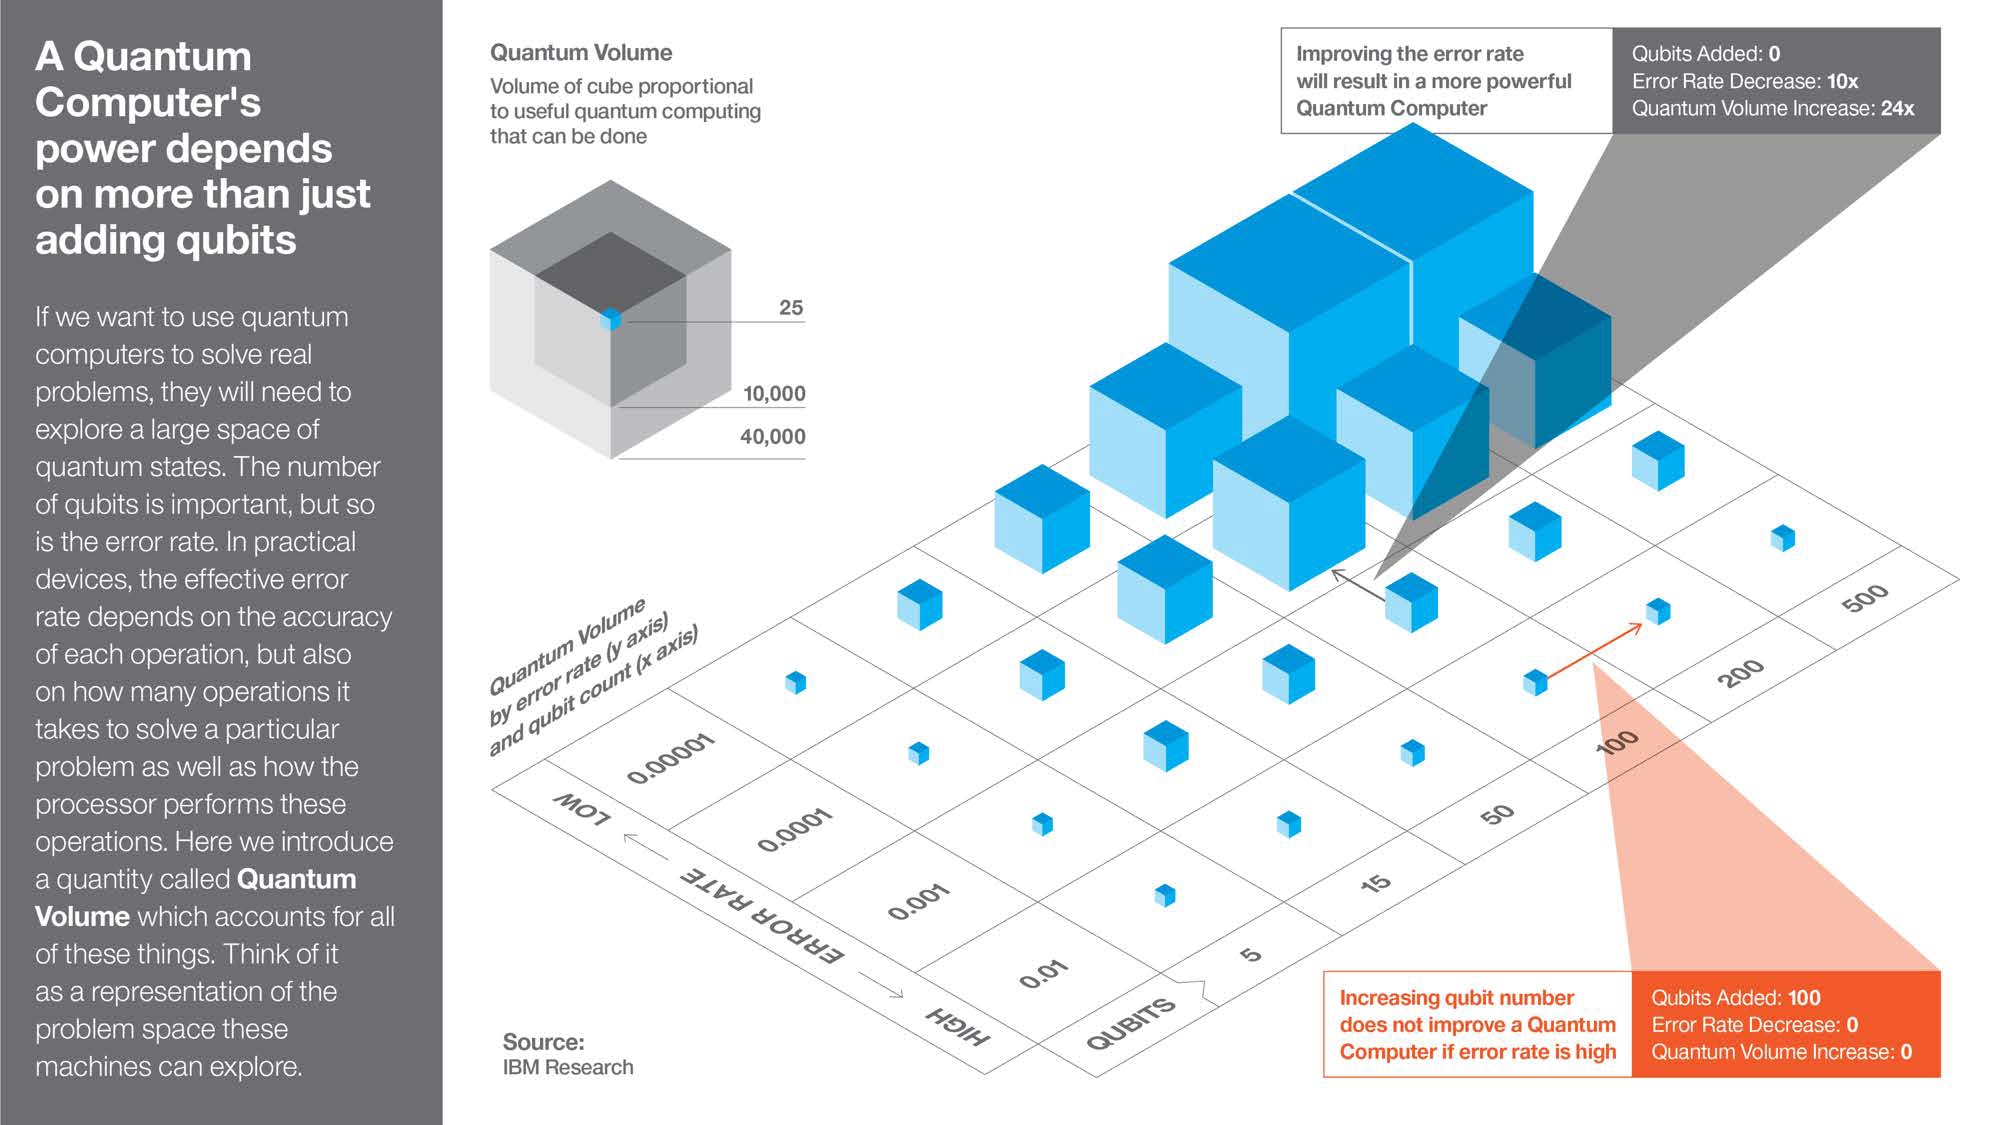 A Quantum
Computer's
power depends
on more than just
adding qubits
If we want to use quantum
computers to solve real
problems, they will need to
explore a large space of
quantum states. The number
of qubits is important, but so
is the error rate. In practical
devices, the effective error
rate depends on the accuracy
of each operation, but also
on how many operations it
takes to solve a particular
problem as well as how the
processor performs these
operations. Here we introduce
a quantity called Quantum
Volume which accounts for all
of these things. Think of it
as a representation of the
problem space these
machines can explore.
Quantum Volume
Volume of cube proportional
to useful quantum computing
that can be done
25
10,000
40,000
Improving the error rate
will result in a more powerful
Quantum Computer
Qubits Added: 0
Error Rate Decrease: 10x
Quantum Volume Increase: 24x
Quantum Volume
by error rate (y axis)
and qubit count (x axis)
0.00001
0.0001
0.001
0.01
LOW
ERROR RATE
HIGH
QUBITS
5
15
50
100
200
500
Increasing qubit number
does not improve a Quantum
Computer if error rate is high
Qubits Added: 100
Error Rate Decrease: 0
Quantum Volume Increase: 0
Source:
IBM Research